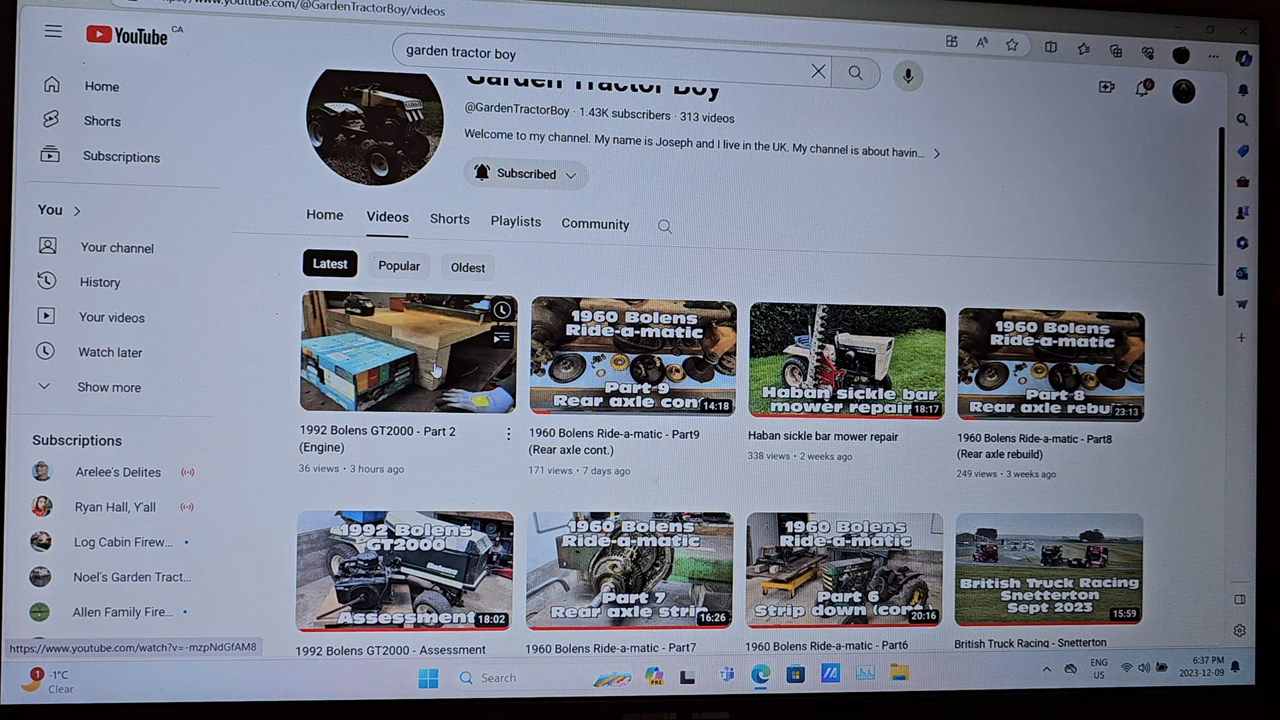 www.youtube.com/@GardenTractorBoy/videos
YouTube CA
garden tractor boy
Garden Tractor Boy
@GardenTractorBoy · 1.43K subscribers · 313 videos
Welcome to my channel. My name is Joseph and I live in the UK. My channel is about havin...
Subscribed
Home
Shorts
Subscriptions
You
Your channel
History
Your videos
Watch later
Show more
Subscriptions
Arelee's Delites
Ryan Hall, Y'all
Log Cabin Firew...
Noel's Garden Tract...
Allen Family Fire...
Home Videos Shorts Playlists Community
Latest Popular Oldest
1992 Bolens GT2000 - Part 2
(Engine)
36 views • 3 hours ago
1960 Bolens
Ride-a-matic
Part 9
Rear axle con
14:18
1960 Bolens Ride-a-matic - Part9
(Rear axle cont.)
171 views • 7 days ago
Haban sickle bar
mower repair
18:17
Haban sickle bar mower repair
338 views • 2 weeks ago
1960 Bolens
Ride-a-matic
Part 8
Rear axle rebu
23:13
1960 Bolens Ride-a-matic - Part8
(Rear axle rebuild)
249 views • 3 weeks ago
1992 Bolens
GT2000
Assessment
18:02
1992 Bolens GT2000 - Assessment
1960 Bolens
Ride-a-matic
Part 7
Rear axle stri
16:26
1960 Bolens Ride-a-matic - Part7
1960 Bolens
Ride-a-matic
Part 6
Strip down (con
20:16
1960 Bolens Ride-a-matic - Part6
British Truck Racing
Snetterton
Sept 2023
15:59
British Truck Racing - Snetterton
https://www.youtube.com/watch?v=-mzpNdGfAM8
1
-1°C
Clear
Search
ENG
US
6:37 PM
2023-12-09